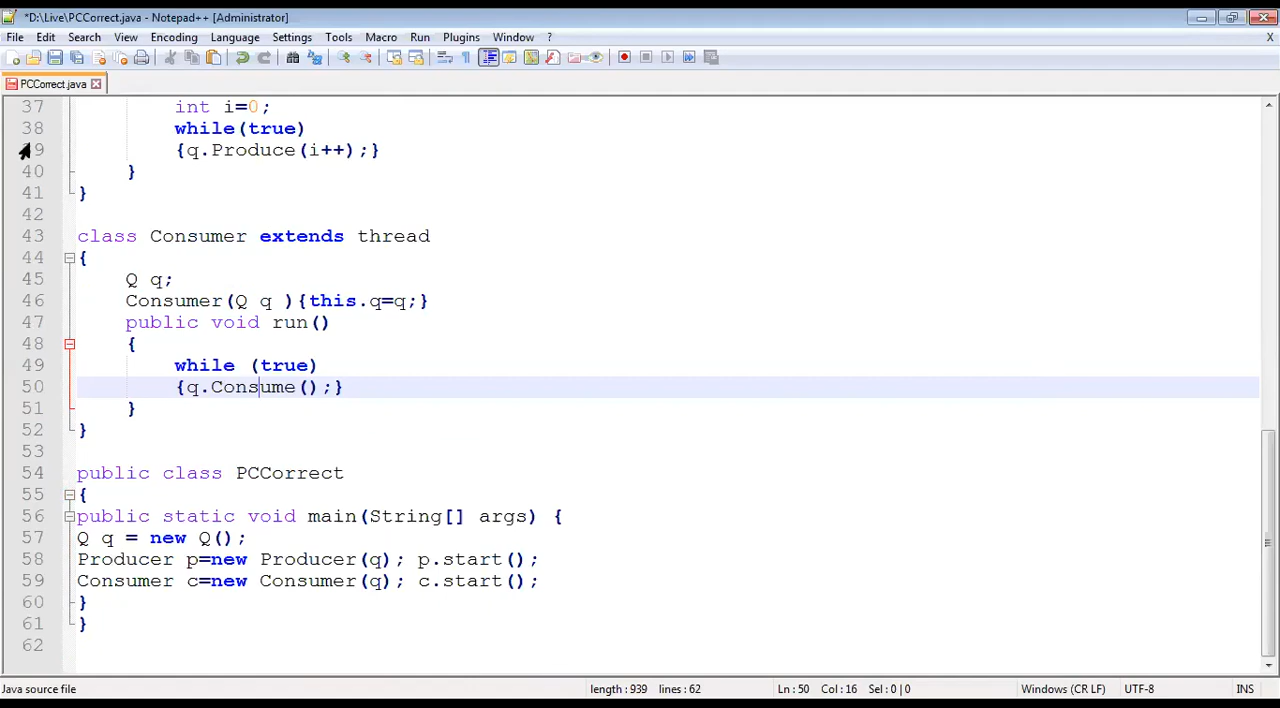 *D:\Live\PCCorrect.java - Notepad++ [Administrator]
File Edit Search View Encoding Language Settings Tools Macro Run Plugins Window ? X
PCCorrect.java
37 int i=0;
38 while(true)
39 {q.Produce(i++);}
40 }
41 }
42
43 class Consumer extends thread
44 {
45 Q q;
46 Consumer(Q q ){this.q=q;}
47 public void run()
48 {
49 while (true)
50 {q.Consume();}
51 }
52 }
53
54 public class PCCorrect
55 {
56 public static void main(String[] args) {
57 Q q = new Q();
58 Producer p=new Producer(q); p.start();
59 Consumer c=new Consumer(q); c.start();
60 }
61 }
62
Java source file length : 939 lines : 62 Ln : 50 Col : 16 Sel : 0 | 0 Windows (CR LF) UTF-8 INS